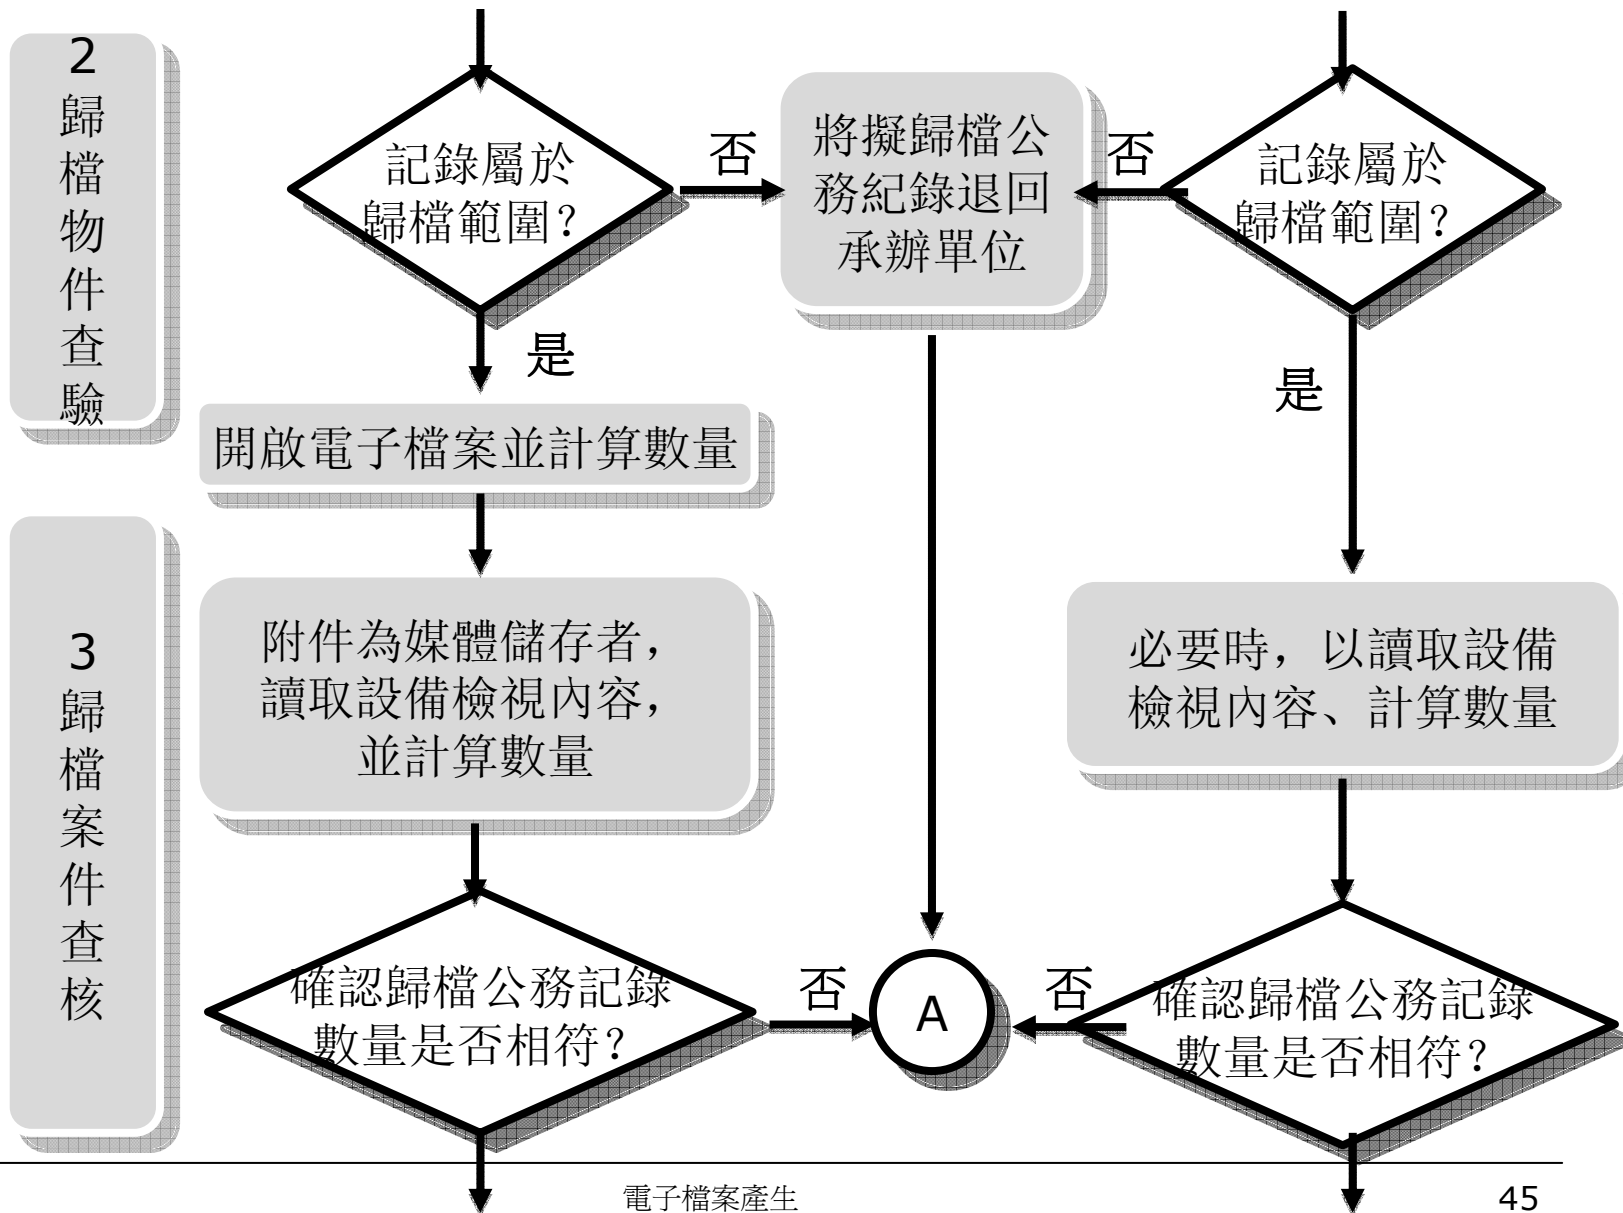 2
歸
檔
物
件
查
驗
記錄屬於
歸檔範圍?
否
將擬歸檔公
務紀錄退回
承辦單位
否
記錄屬於
歸檔範圍?
是
是
開啟電子檔案並計算數量
3
歸
檔
案
件
查
核
附件為媒體儲存者,
讀取設備檢視內容,
並計算數量
必要時, 以讀取設備
檢視內容、計算數量
確認歸檔公務記錄
數量是否相符?
否
A
否
確認歸檔公務記錄
數量是否相符?
電子檔案產生
45